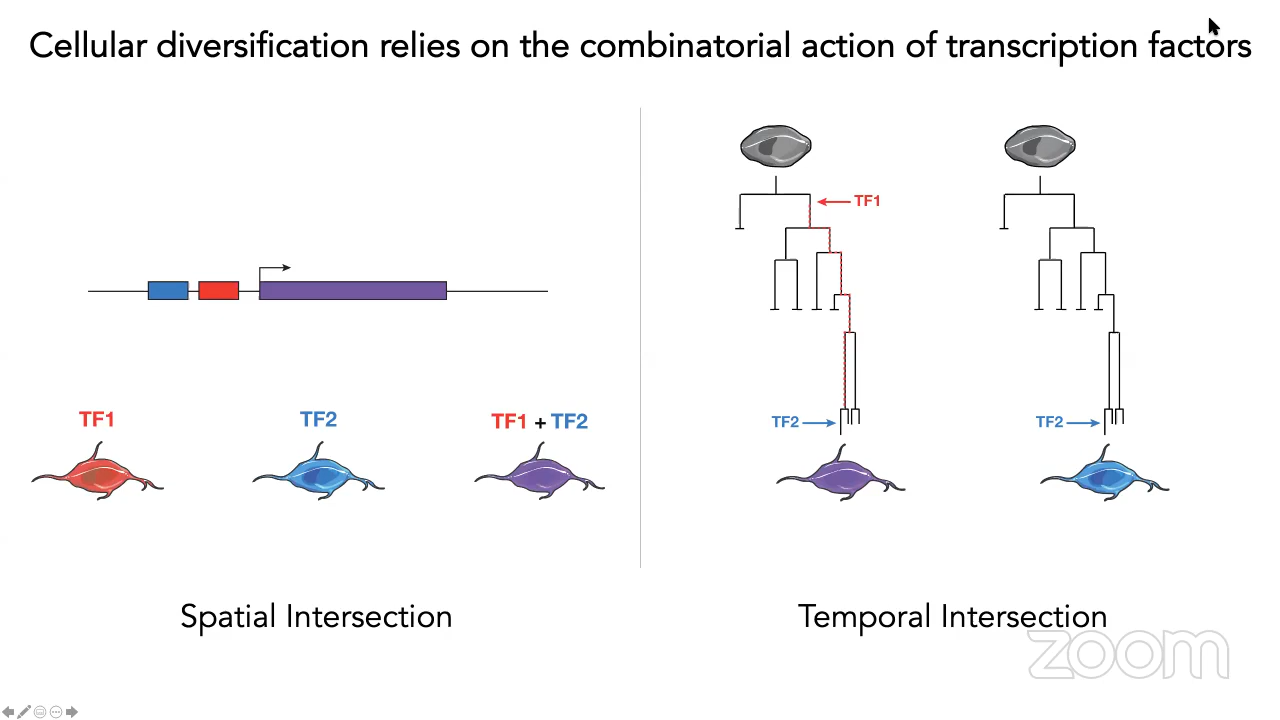 Cellular diversification relies on the combinatorial action of transcription factors
TF1
TF2
TF1 + TF2
Spatial Intersection
TF1
TF2
TF2
Temporal Intersection
zoom